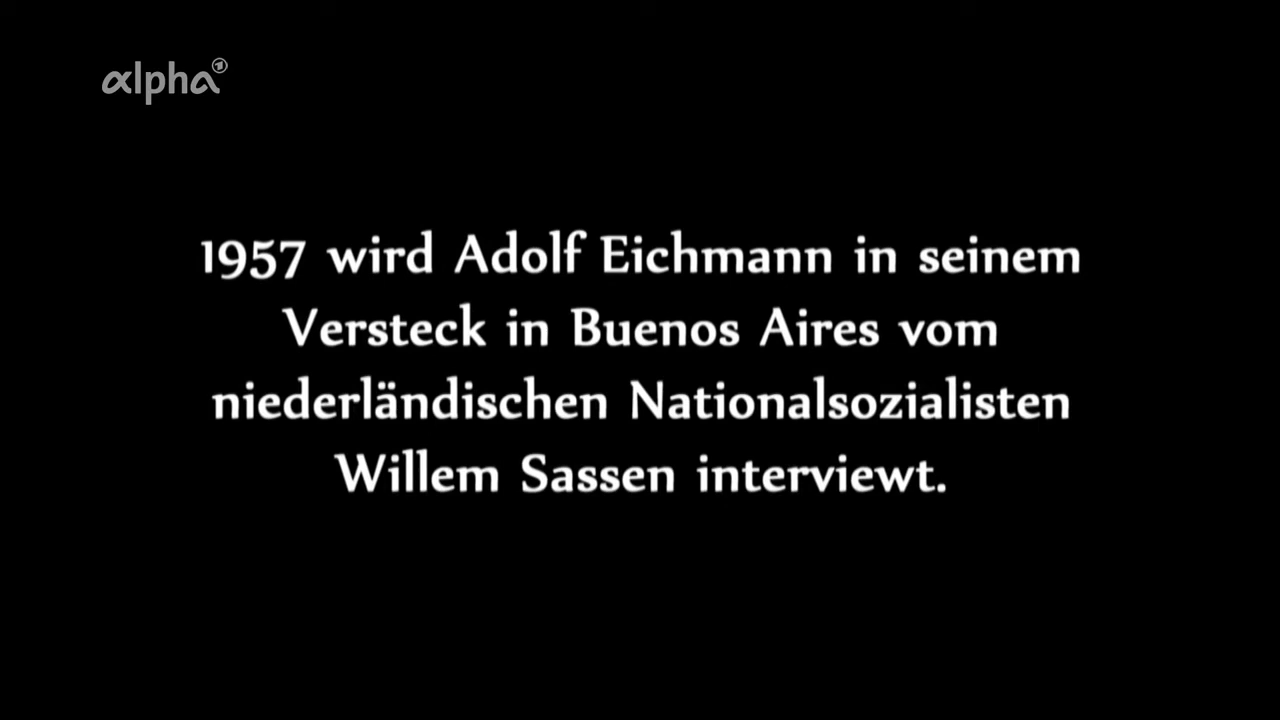 alpha
1957 wird Adolf Eichmann in seinem
Versteck in Buenos Aires vom
niederländischen Nationalsozialisten
Willem Sassen interviewt.